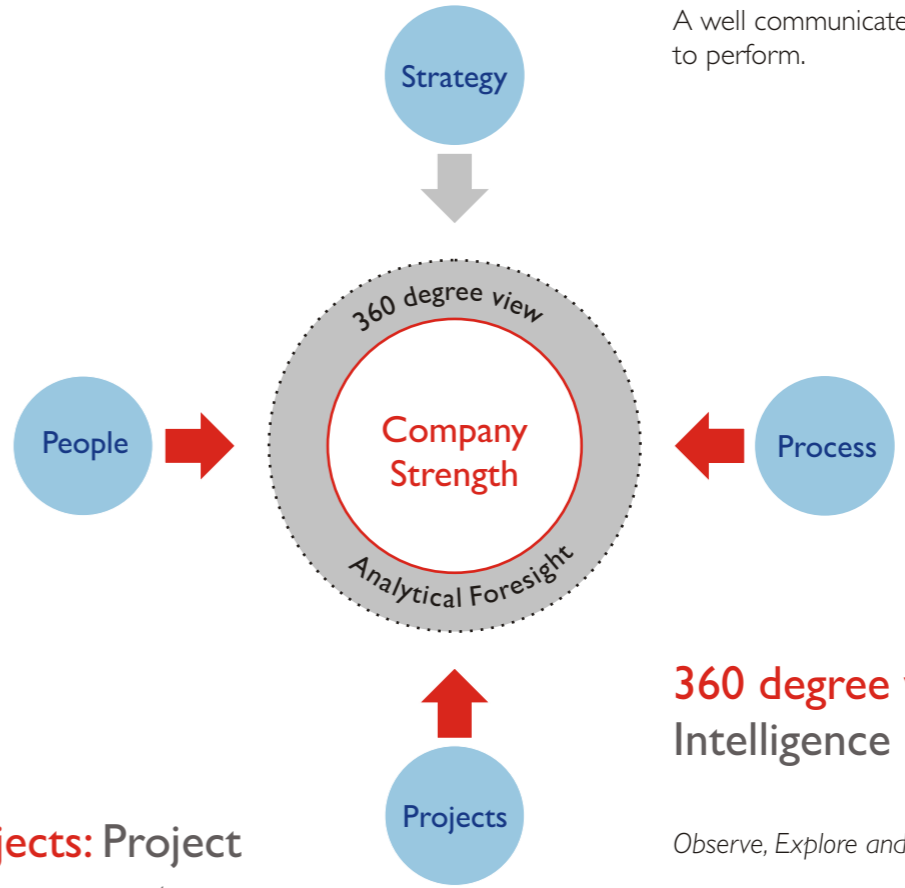 A well communicate
to perform.
Strategy
360 degree view
People
Company
Strength
Process
Analytical Foresight
360 degree
Intelligence
Projects
jects: Project
Observe, Explore and